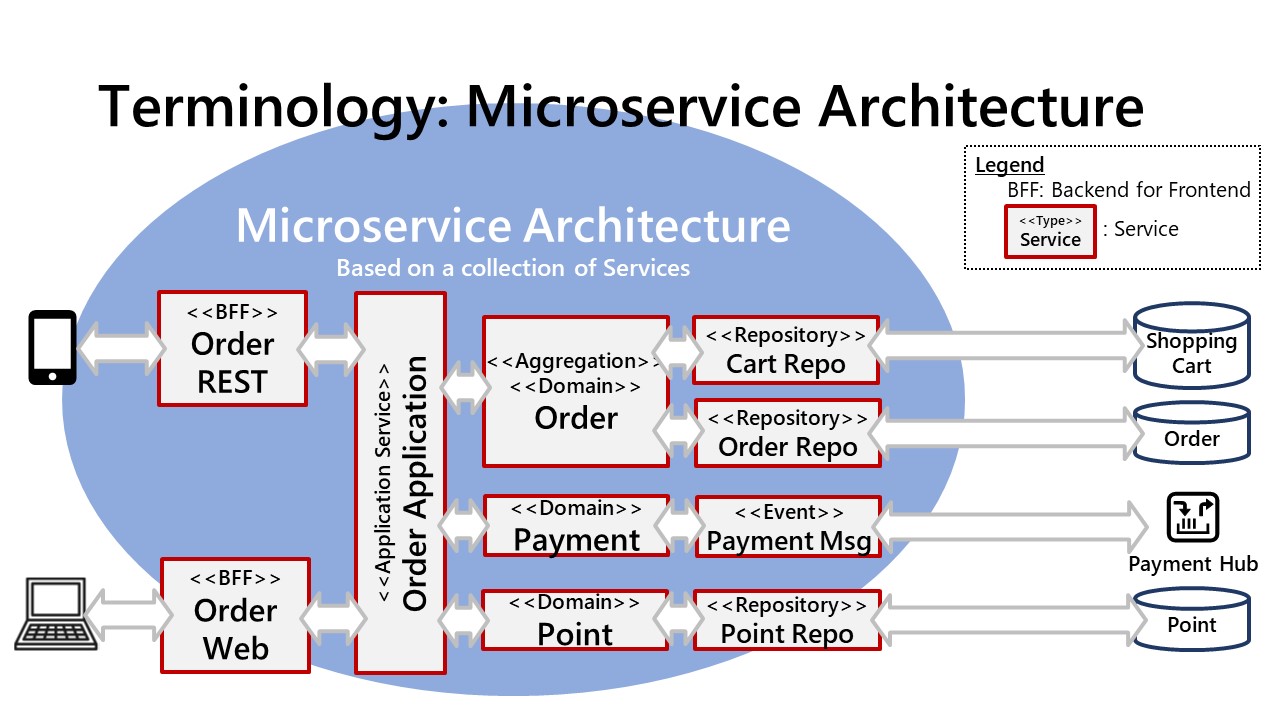 Terminology: Microservice Architecture
Legend
BFF: Backend for Frontend
<<Type>>
Service
: Service
Microservice Architecture
Based on a collection of Services
<<BFF>>
Order
REST
<<Application Service>>
Order Application
<<Aggregation>>
<<Domain>>
Order
<<Repository>>
Cart Repo
Shopping
Cart
<<Repository>>
Order Repo
Order
<<Domain>>
Payment
<<Event>>
Payment Msg
Payment Hub
<<BFF>>
Order
Web
<<Domain>>
Point
<<Repository>>
Point Repo
Point